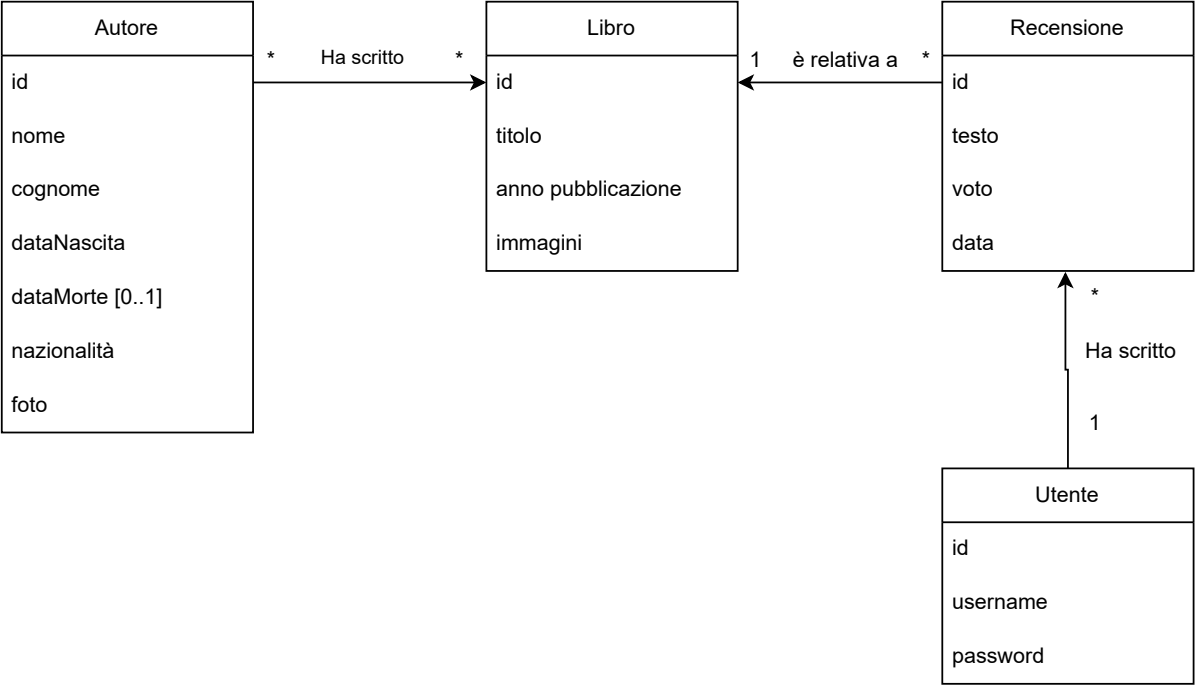 Autore
id
nome
cognome
dataNascita
dataMorte [0..1]
nazionalità
foto
* Ha scritto *
Libro
id
titolo
anno pubblicazione
immagini
1 è relativa a *
Recensione
id
testo
voto
data
*
Ha scritto
1
Utente
id
username
password